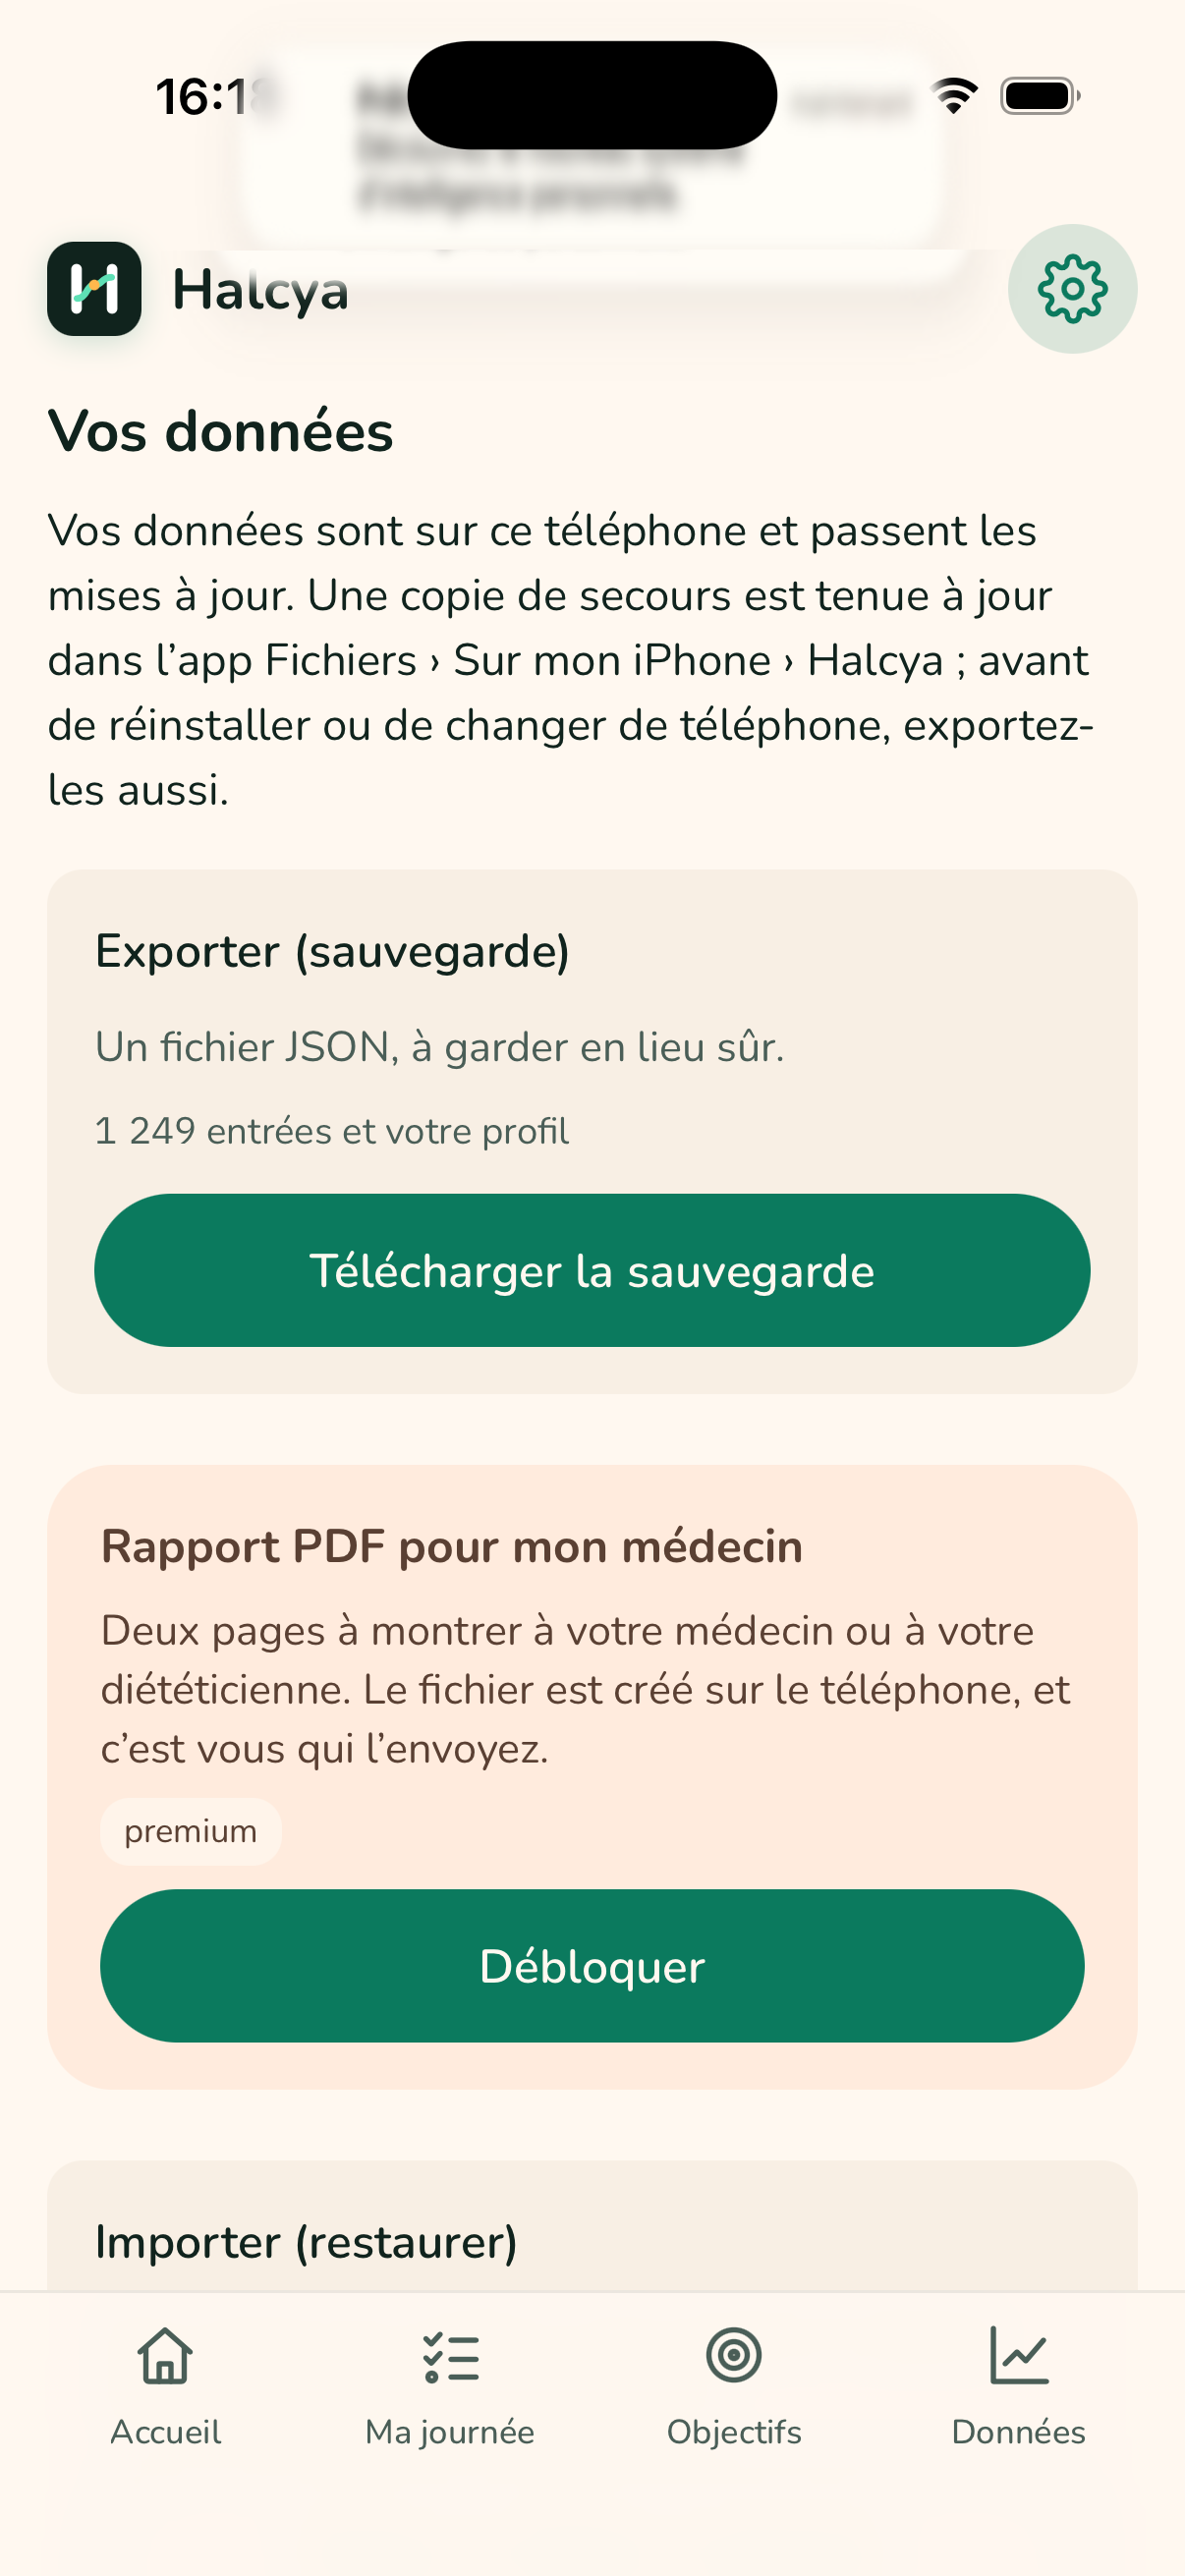 Halcya
Vos données
Vos données sont sur ce téléphone et passent les
mises à jour. Une copie de secours est tenue à jour
dans l’app Fichiers › Sur mon iPhone › Halcya ; avant
de réinstaller ou de changer de téléphone, exportez-
les aussi.
Exporter (sauvegarde)
Un fichier JSON, à garder en lieu sûr.
1 249 entrées et votre profil
Télécharger la sauvegarde
Rapport PDF pour mon médecin
Deux pages à montrer à votre médecin ou à votre
diététicienne. Le fichier est créé sur le téléphone, et
c’est vous qui l’envoyez.
premium
Débloquer
Importer (restaurer)
Accueil
Ma journée
Objectifs
Données